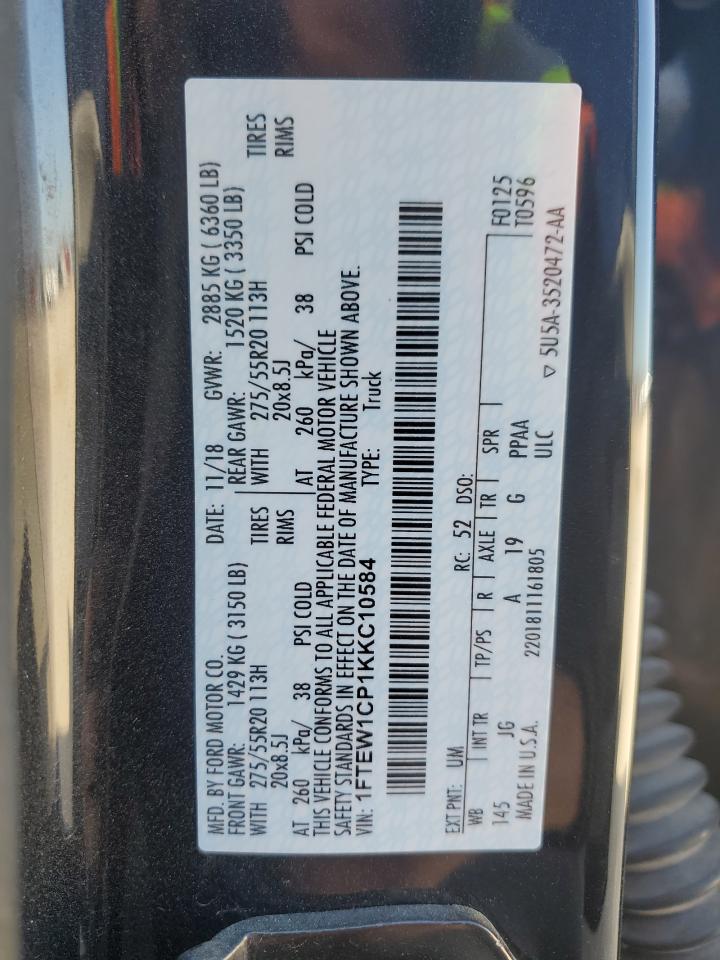 MFD. BY FORD MOTOR CO. DATE: 11/18 GVWR: 2885 KG ( 6360 LB)
FRONT GAWR: 1429 KG ( 3150 LB) REAR GAWR: 1520 KG ( 3350 LB)
WITH 275/55R20 113H TIRES WITH 275/55R20 113H TIRES
20x8.5J RIMS 20x8.5J RIMS
AT 260 kPa/ 38 PSI COLD AT 260 kPa/ 38 PSI COLD
THIS VEHICLE CONFORMS TO ALL APPLICABLE FEDERAL MOTOR VEHICLE
SAFETY STANDARDS IN EFFECT ON THE DATE OF MANUFACTURE SHOWN ABOVE.
VIN: 1FTEW1CP1KKC10584 TYPE: Truck
EXT PNT: UM RC: 52 DSO: F0125
WB INT TR TP/PS R AXLE TR SPR T0596
145 JG A 19 G PPAA
MADE IN U.S.A. 2201811161805 ULC ▽ 5U5A-3520472-AA